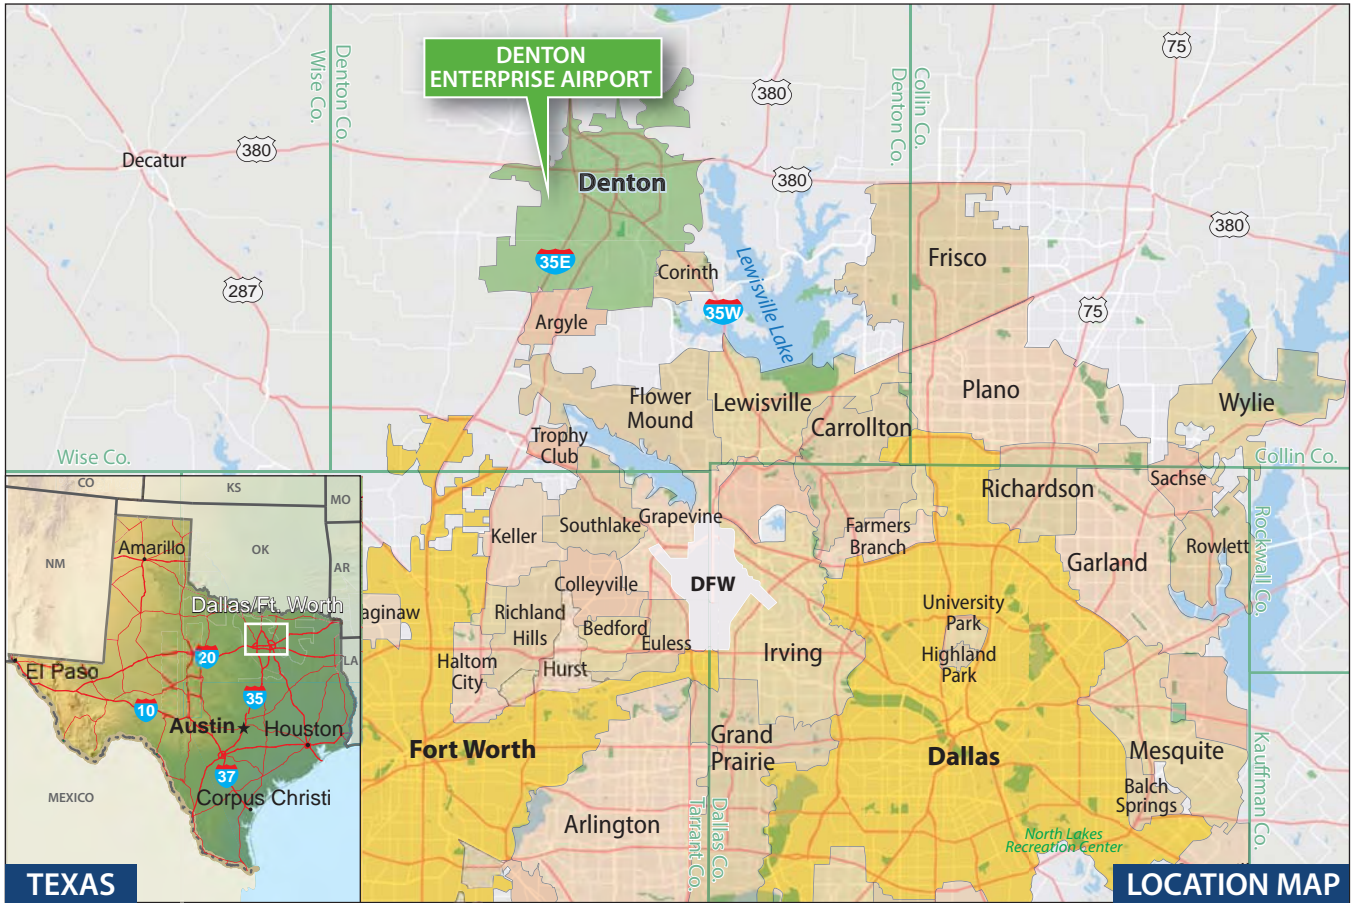 DENTON
ENTERPRISE AIRPORT
Wise Co.
Denton Co.
Denton Co.
Collin Co.
75
380
Decatur
380
Denton
380
380
35E
Corinth
Lewisville Lake
Frisco
287
35W
75
Argyle
Flower
Mound
Lewisville
Plano
Wylie
Carrollton
Trophy
Club
Wise Co.
Collin Co.
Richardson
Sachse
Southlake
Grapevine
Keller
Farmers
Branch
Rowlett
Rockwall Co.
Garland
DFW
Colleyville
aginaw
Richland
Hills
Bedford
Euless
University
Park
Irving
Highland
Park
Haltom
City
Hurst
Fort Worth
Grand
Prairie
Dallas
Mesquite
Kauffman Co.
Balch
Springs
Arlington
Tarrant Co.
Dallas Co.
North Lakes
Recreation Center
CO
KS
MO
NM
Amarillo
OK
AR
Dallas/Ft. Worth
LA
El Paso
20
10
35
Austin
Houston
37
MEXICO
Corpus Christi
TEXAS
LOCATION MAP